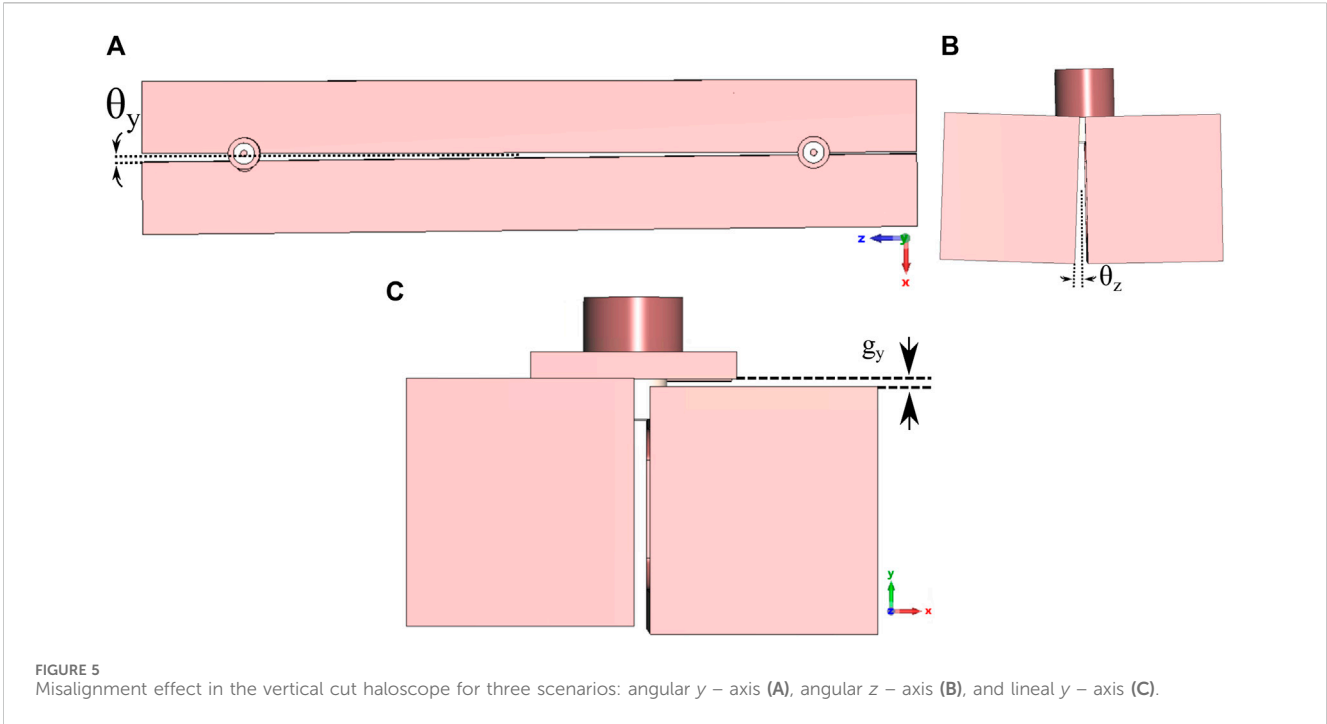 A
B
θy
z
y
x
θz
C
gy
y
z
x
FIGURE 5
Misalignment effect in the vertical cut haloscope for three scenarios: angular y – axis (A), angular z – axis (B), and lineal y – axis (C).